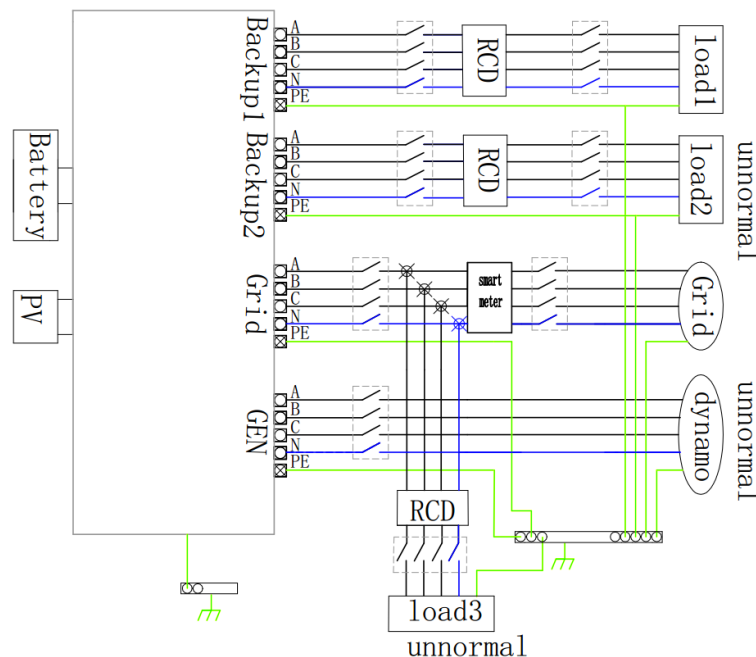 Backup1
A
B
C
N
PE
RCD
load1
Battery
Backup2
A
B
C
N
PE
RCD
load2
unnormal
PV
Grid
A
B
C
N
PE
smart
meter
Grid
GEN
A
B
C
N
PE
dynamo
unnormal
RCD
load3
unnormal